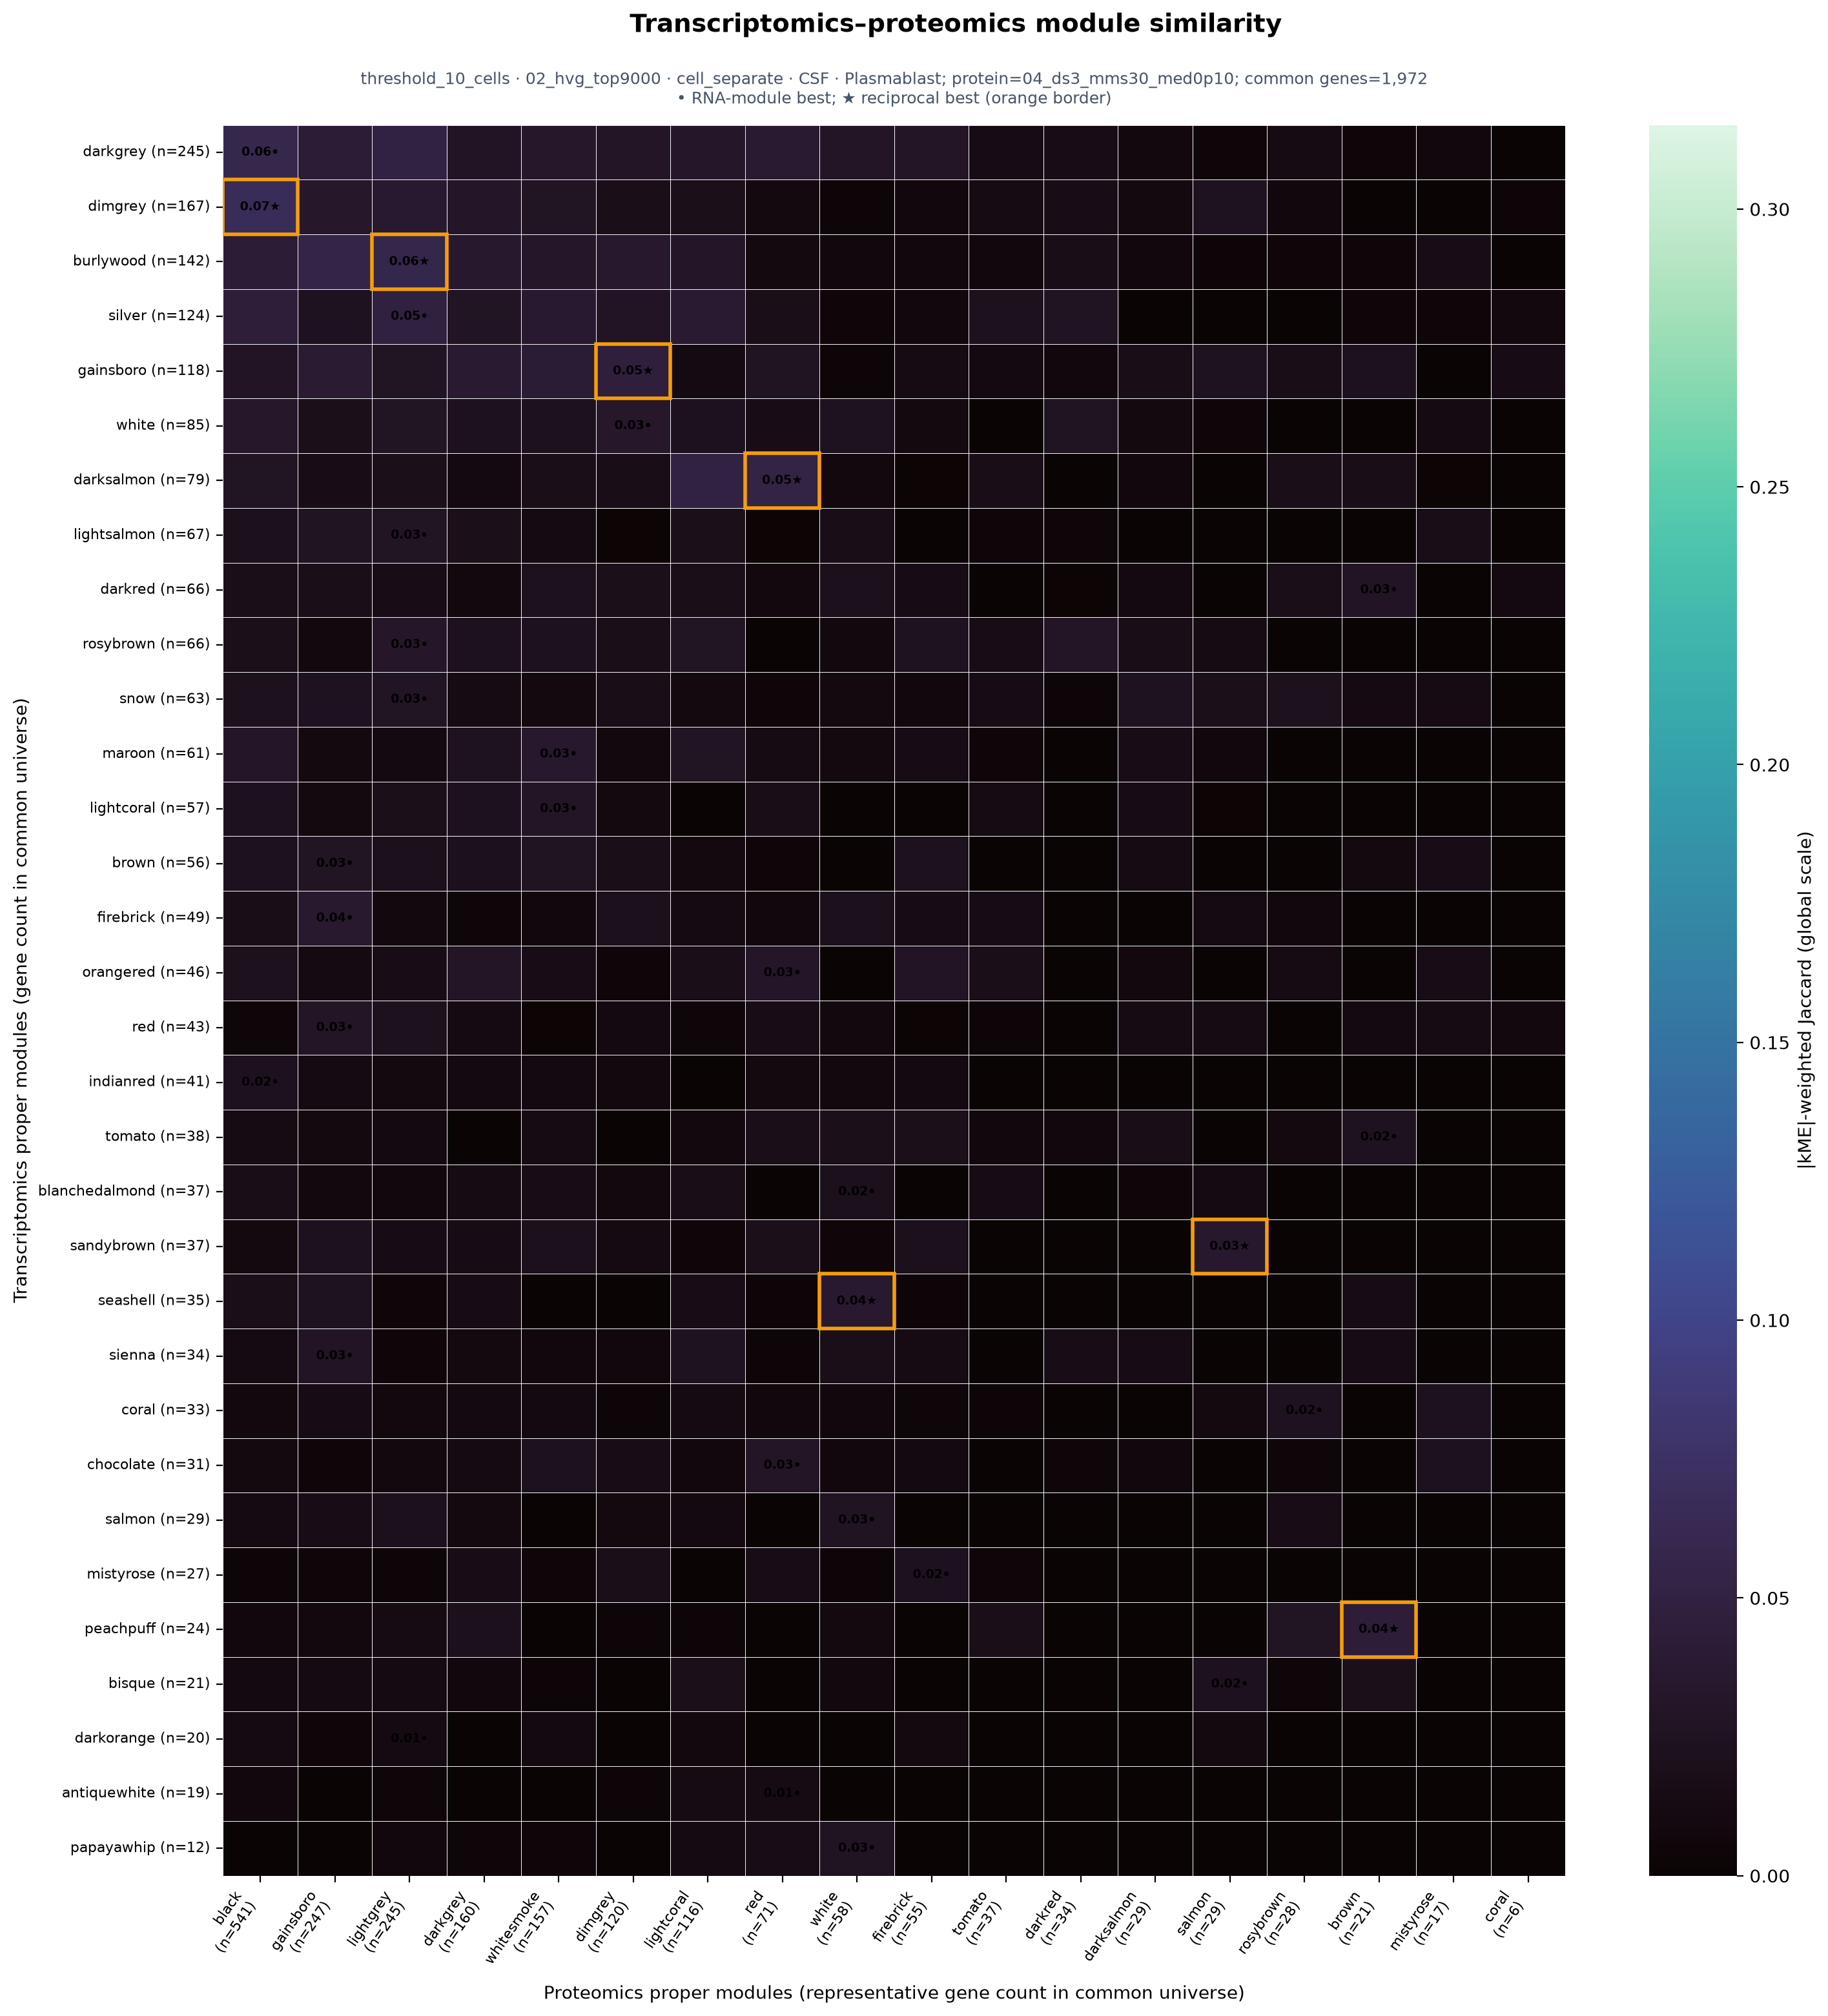 Transcriptomics–proteomics module similarity
threshold_10_cells · 02_hvg_top9000 · cell_separate · CSF · Plasmablast; protein=04_ds3_mms30_med0p10; common genes=1,972
• RNA-module best; ★ reciprocal best (orange border)
Transcriptomics proper modules (gene count in common universe)
darkgrey (n=245) 0.06•
dimgrey (n=167) 0.07★
burlywood (n=142) 0.06★
silver (n=124) 0.05•
gainsboro (n=118) 0.05★
white (n=85) 0.03•
darksalmon (n=79) 0.05★
lightsalmon (n=67) 0.03•
darkred (n=66) 0.03•
rosybrown (n=66) 0.03•
snow (n=63) 0.03•
maroon (n=61) 0.03•
lightcoral (n=57) 0.03•
brown (n=56) 0.03•
firebrick (n=49) 0.04•
orangered (n=46) 0.03•
red (n=43) 0.03•
indianred (n=41) 0.02•
tomato (n=38) 0.02•
blanchedalmond (n=37) 0.02•
sandybrown (n=37) 0.03★
seashell (n=35) 0.04★
sienna (n=34) 0.03•
coral (n=33) 0.02•
chocolate (n=31) 0.03•
salmon (n=29) 0.03•
mistyrose (n=27) 0.02•
peachpuff (n=24) 0.04★
bisque (n=21) 0.02•
darkorange (n=20) 0.01•
antiquewhite (n=19) 0.01•
papayawhip (n=12) 0.03•
black
(n=541)
gainsboro
(n=247)
lightgrey
(n=245)
darkgrey
(n=160)
whitesmoke
(n=157)
dimgrey
(n=120)
lightcoral
(n=116)
red
(n=71)
white
(n=58)
firebrick
(n=55)
tomato
(n=37)
darkred
(n=34)
darksalmon
(n=29)
salmon
(n=29)
rosybrown
(n=28)
brown
(n=21)
mistyrose
(n=17)
coral
(n=6)
Proteomics proper modules (representative gene count in common universe)
0.30
0.25
0.20
0.15
0.10
0.05
0.00
|kME|-weighted Jaccard (global scale)